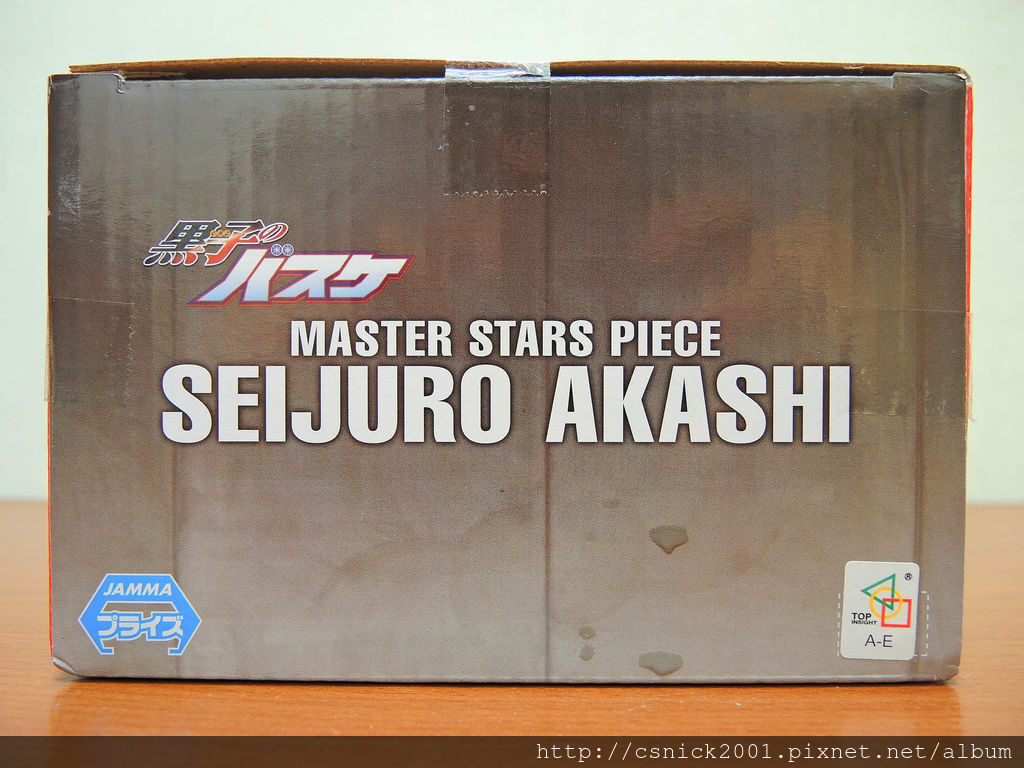 黒子の
バスケ
MASTER STARS PIECE
SEIJURO AKASHI
JAMMA
プライズ
®
TOP
INSIGHT
A-E
http://csnick2001.pixnet.net/album